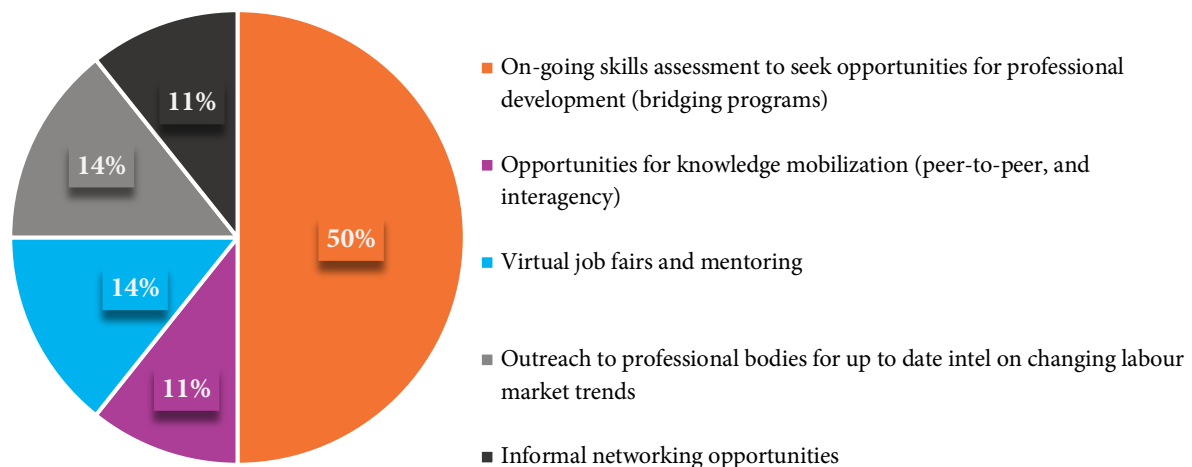 11%
14%
50%
14%
11%
On-going skills assessment to seek opportunities for professional
development (bridging programs)
Opportunities for knowledge mobilization (peer-to-peer, and
interagency)
Virtual job fairs and mentoring
Outreach to professional bodies for up to date intel on changing labour
market trends
Informal networking opportunities